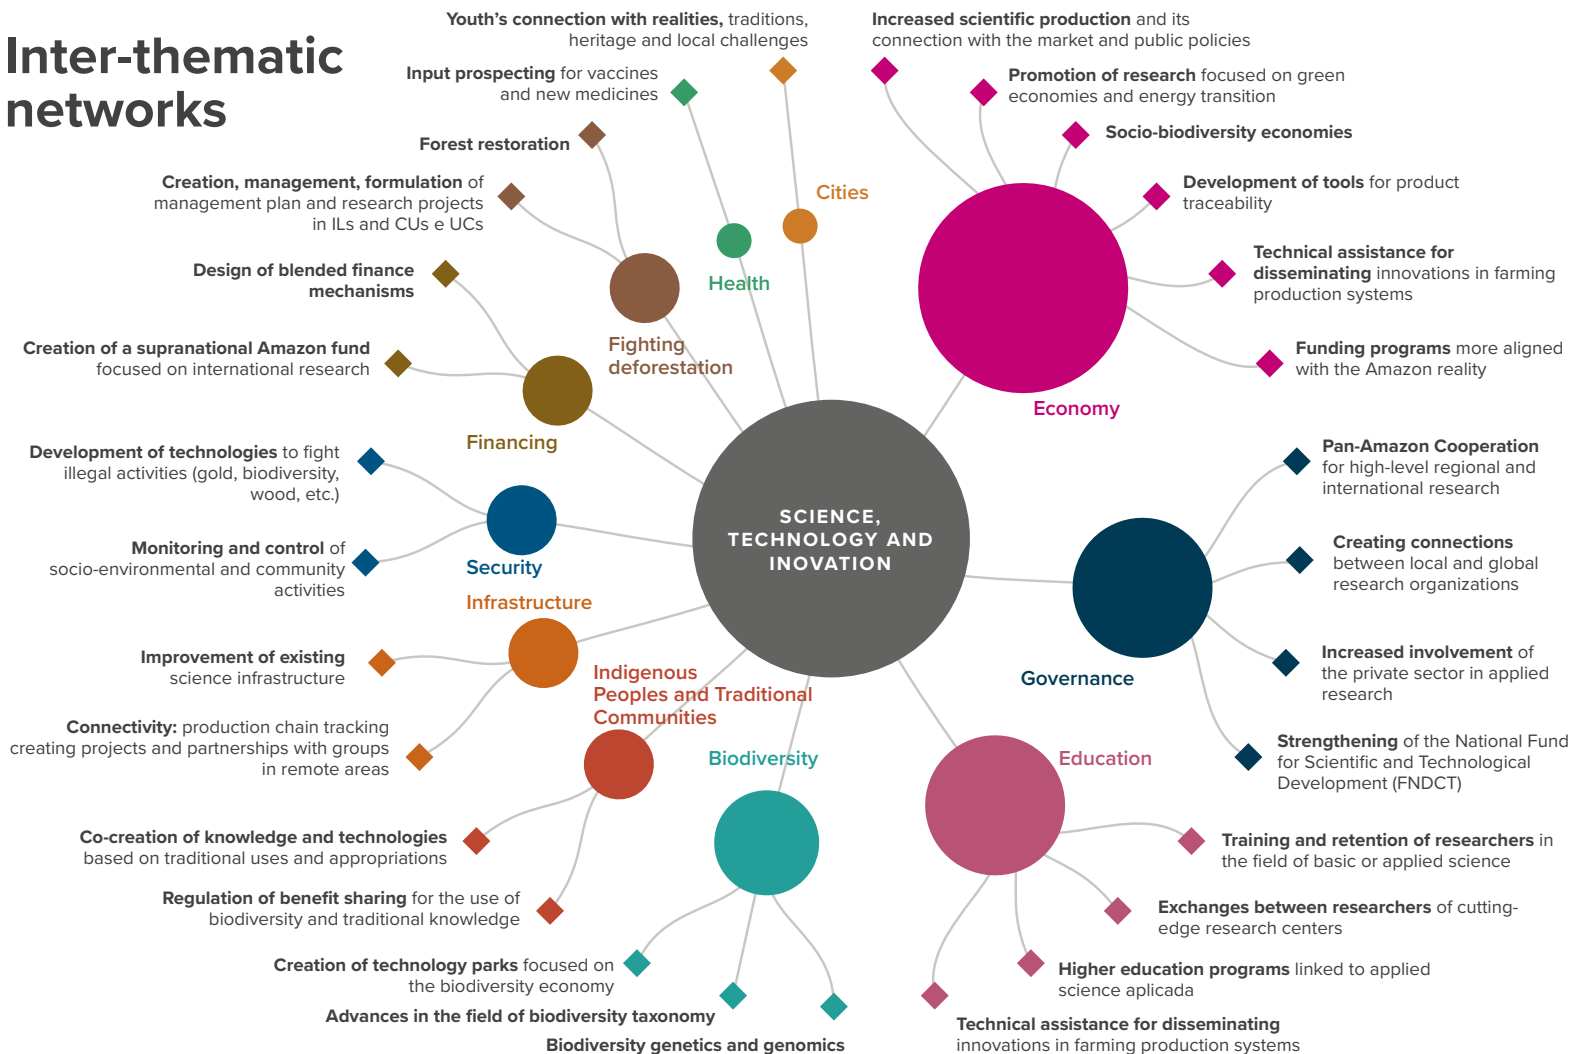 Inter-thematic
networks
Youth's connection with realities, traditions,
heritage and local challenges
Input prospecting for vaccines
and new medicines
Forest restoration
Creation, management, formulation of
management plan and research projects
in ILs and CUs e UCs
Design of blended finance
mechanisms
Creation of a supranational Amazon fund
focused on international research
Development of technologies to fight
illegal activities (gold, biodiversity,
wood, etc.)
Monitoring and control of
socio-environmental and community
activities
Improvement of existing
science infrastructure
Connectivity: production chain tracking
creating projects and partnerships with groups
in remote areas
Co-creation of knowledge and technologies
based on traditional uses and appropriations
Regulation of benefit sharing for the use of
biodiversity and traditional knowledge
Creation of technology parks focused on
the biodiversity economy
Advances in the field of biodiversity taxonomy
Biodiversity genetics and genomics
Cities
Health
Fighting
deforestation
Financing
Security
Infrastructure
Indigenous
Peoples and Traditional
Communities
Biodiversity
SCIENCE,
TECHNOLOGY AND
INOVATION
Economy
Governance
Education
Increased scientific production and its
connection with the market and public policies
Promotion of research focused on green
economies and energy transition
Socio-biodiversity economies
Development of tools for product
traceability
Technical assistance for
disseminating innovations in farming
production systems
Funding programs more aligned
with the Amazon reality
Pan-Amazon Cooperation
for high-level regional and
international research
Creating connections
between local and global
research organizations
Increased involvement of
the private sector in applied
research
Strengthening of the National Fund
for Scientific and Technological
Development (FNDCT)
Training and retention of researchers in
the field of basic or applied science
Exchanges between researchers of cutting-
edge research centers
Higher education programs linked to applied
science aplicada
Technical assistance for disseminating
innovations in farming production systems